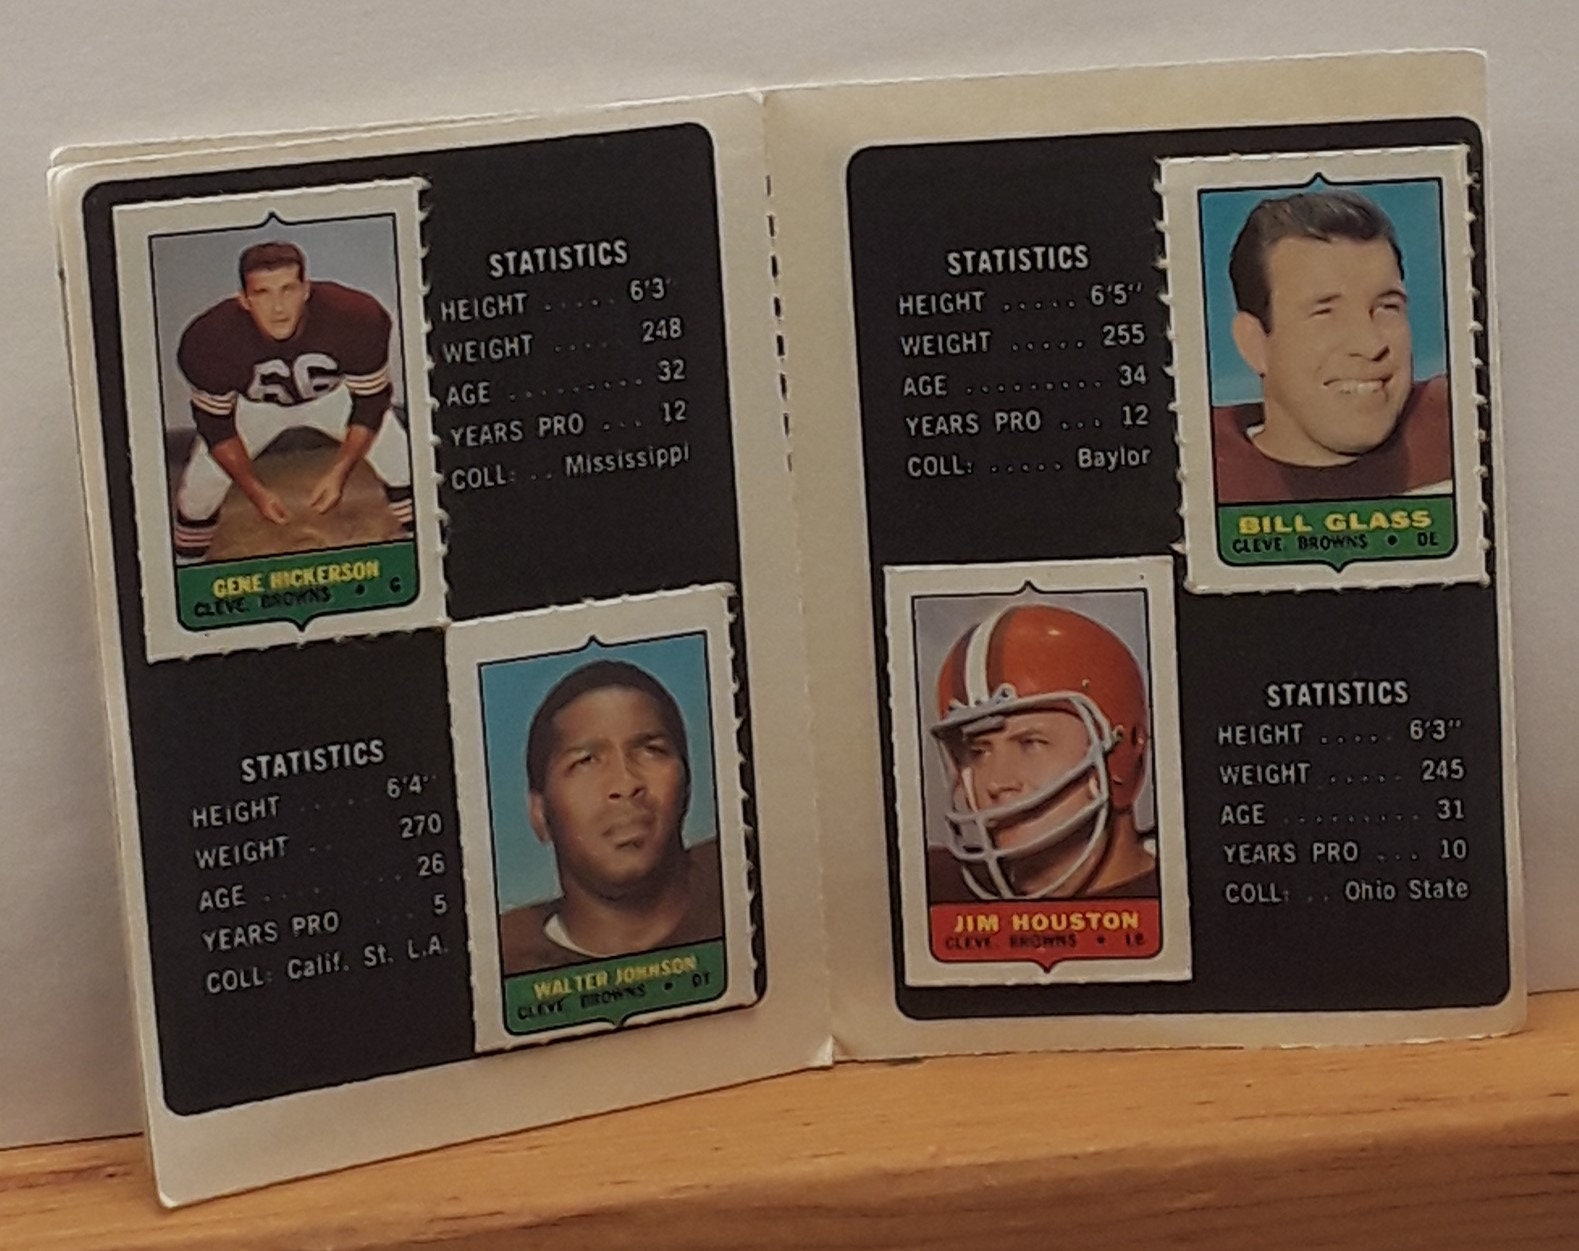 66
GENE HICKERSON
CLEVE. BROWNS • G
STATISTICS
HEIGHT ..... 6'3"
WEIGHT ..... 248
AGE ......... 32
YEARS PRO ... 12
COLL: .. Mississippi
STATISTICS
HEIGHT ..... 6'4"
WEIGHT .. 270
AGE .... ... 26
YEARS PRO ... 5
COLL: Calif. St. L.A.
WALTER JOHNSON
CLEVE. BROWNS • DT
STATISTICS
HEIGHT ..... 6'5"
WEIGHT ..... 255
AGE ......... 34
YEARS PRO ... 12
COLL: ..... Baylor
BILL GLASS
CLEVE. BROWNS • DE
JIM HOUSTON
CLEVE. BROWNS • LB
STATISTICS
HEIGHT ..... 6'3"
WEIGHT ..... 245
AGE ......... 31
YEARS PRO ... 10
COLL: .. Ohio State